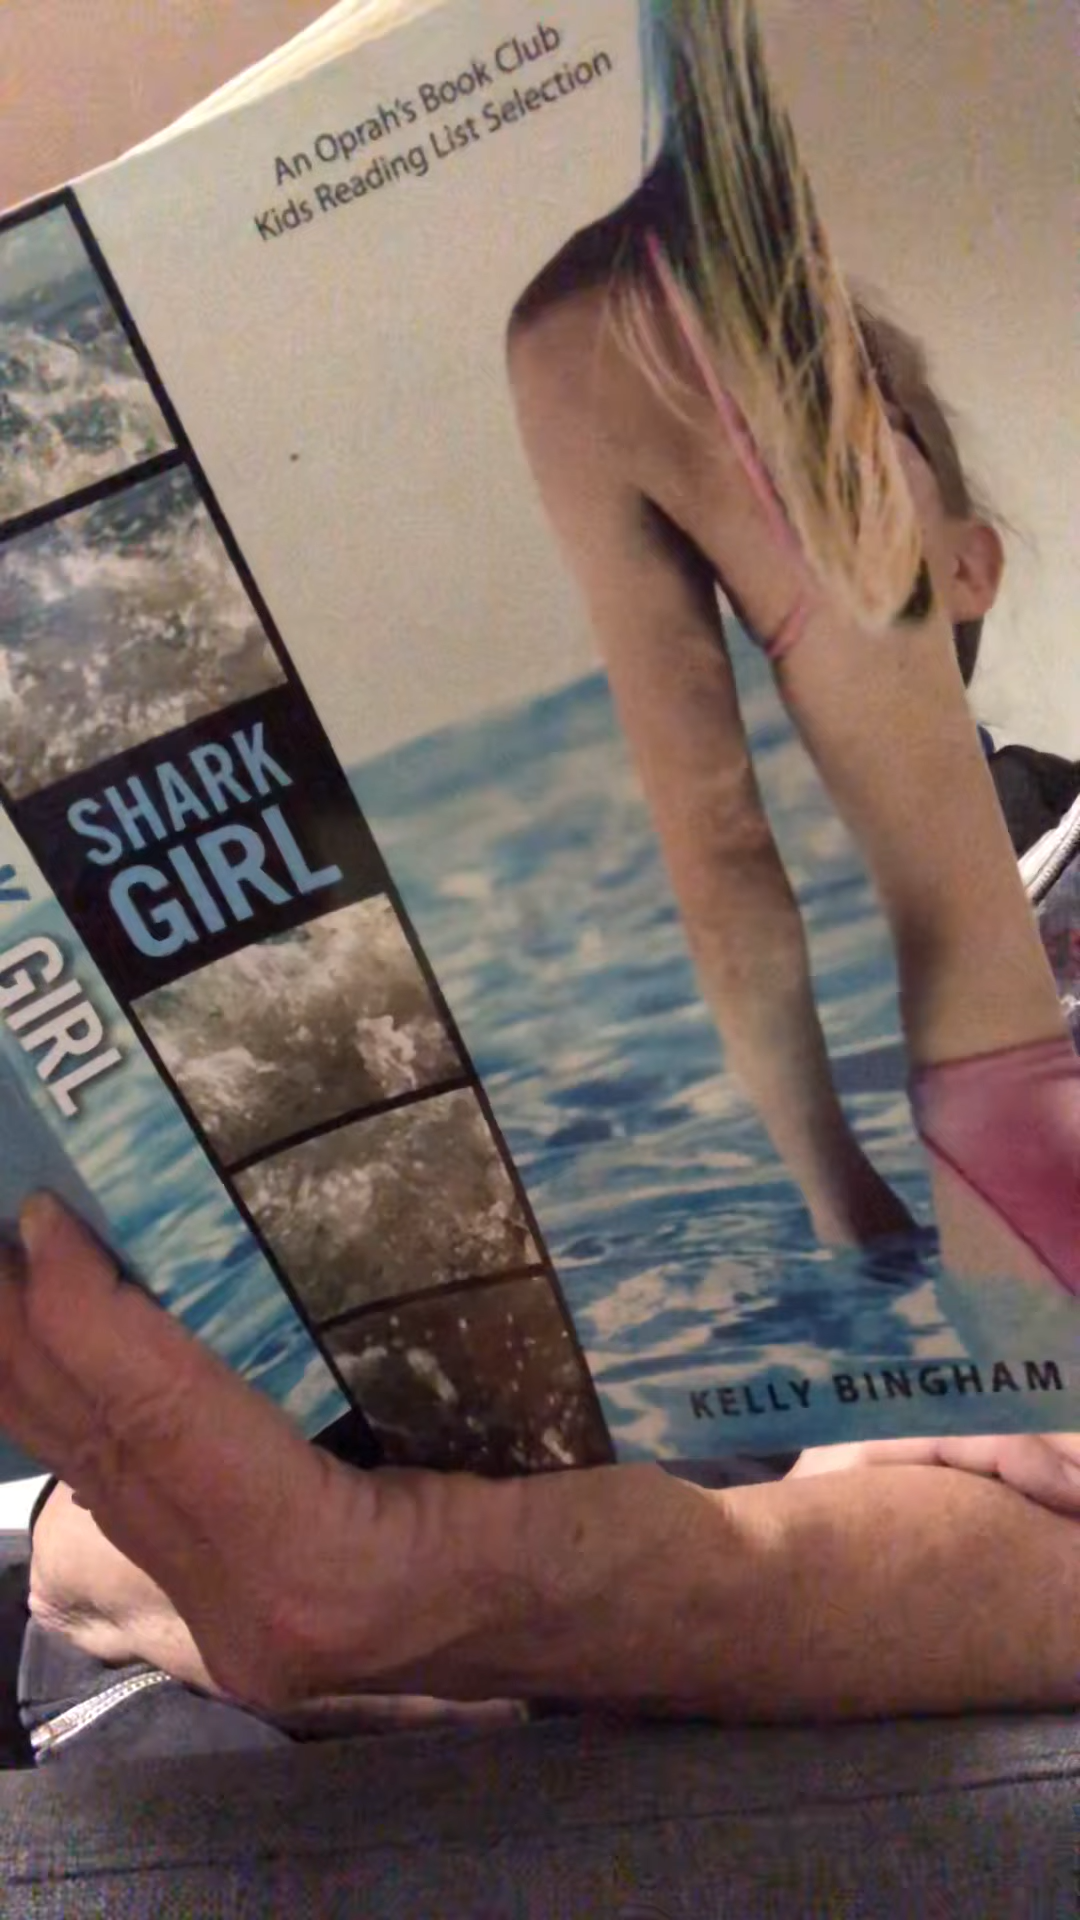 An Oprah's Book Club
Kids Reading List Selection
SHARK
GIRL
GIRL
KELLY BINGHAM